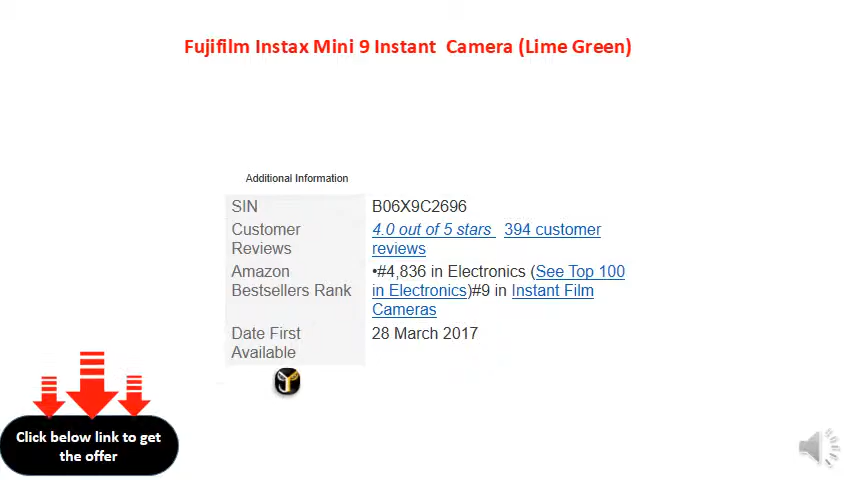 Fujifilm Instax Mini 9 Instant Camera (Lime Green)
Additional Information
SIN B06X9C2696
Customer Reviews 4.0 out of 5 stars 394 customer reviews
Amazon Bestsellers Rank •#4,836 in Electronics (See Top 100 in Electronics)#9 in Instant Film Cameras
Date First Available 28 March 2017
Click below link to get
the offer